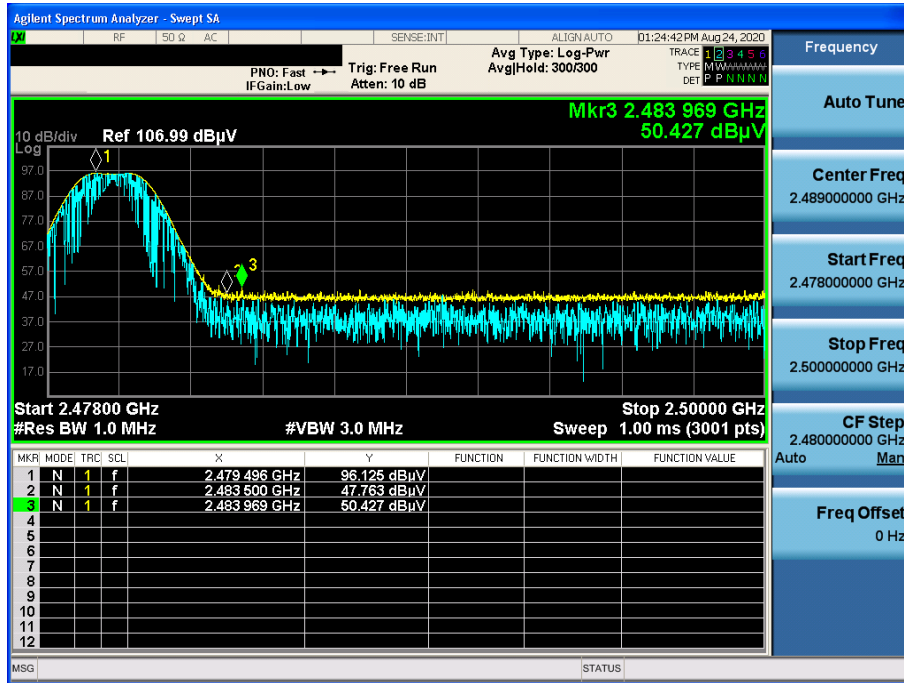 Agilent Spectrum Analyzer - Swept SA
LXI RF 50 Ω AC SENSE:INT ALIGN AUTO 01:24:42 PM Aug 24, 2020
PNO: Fast Trig: Free Run Avg Type: Log-Pwr TRACE 1 2 3 4 5 6
IFGain:Low Atten: 10 dB Avg|Hold: 300/300 TYPE M W
DET P P N N N N
Mkr3 2.483 969 GHz
50.427 dBµV
10 dB/div Ref 106.99 dBµV
Log
97.0
87.0
77.0
67.0
57.0
47.0
37.0
27.0
17.0
1
3
Start 2.47800 GHz Stop 2.50000 GHz
#Res BW 1.0 MHz #VBW 3.0 MHz Sweep 1.00 ms (3001 pts)
MKR MODE TRC SCL X Y FUNCTION FUNCTION WIDTH FUNCTION VALUE
1 N 1 f 2.479 496 GHz 96.125 dBµV
2 N 1 f 2.483 500 GHz 47.763 dBµV
3 N 1 f 2.483 969 GHz 50.427 dBµV
4
5
6
7
8
9
10
11
12
MSG STATUS
Frequency
Auto Tune
Center Freq
2.489000000 GHz
Start Freq
2.478000000 GHz
Stop Freq
2.500000000 GHz
CF Step
2.480000000 GHz
Auto Man
Freq Offset
0 Hz